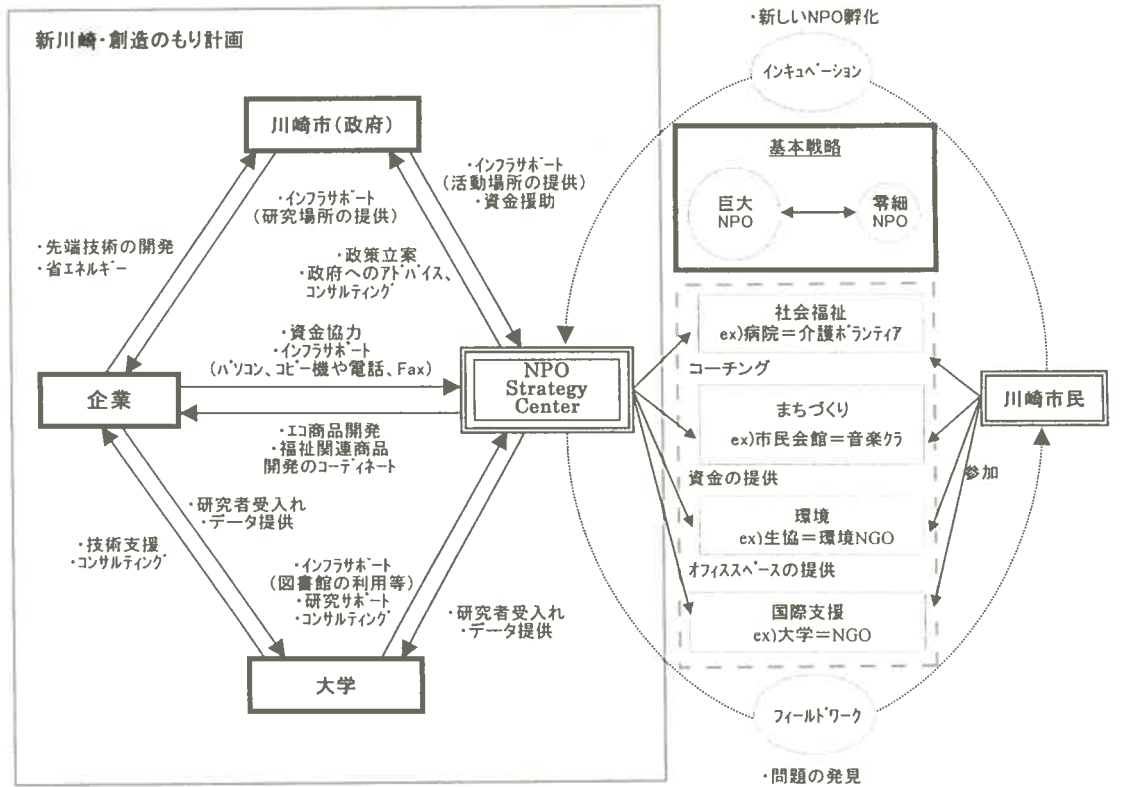 新川崎・創造のもり計画
川崎市（政府）
・インフラサポート
（活動場所の提供）
・資金援助
・インフラサポート
（研究場所の提供）
・先端技術の開発
・省エネルギー
・政策立案
・政府へのアドバイス、
コンサルティング
・資金協力
・インフラサポート
（パソコン、コピー機や電話、Fax）
企業
NPO
Strategy
Center
・エコ商品開発
・福祉関連商品
開発のコーディネート
・研究者受入れ
・データ提供
・技術支援
・コンサルティング
・インフラサポート
（図書館の利用等）
・研究サポート
・コンサルティング
・研究者受入れ
・データ提供
大学
・新しいNPO孵化
インキュベーション
基本戦略
巨大
NPO
零細
NPO
社会福祉
ex)病院＝介護ボランティア
コーチング
まちづくり
ex)市民会館＝音楽クラ
資金の提供
環境
ex)生協＝環境NGO
オフィススペースの提供
国際支援
ex)大学＝NGO
川崎市民
参加
フィールドワーク
・問題の発見